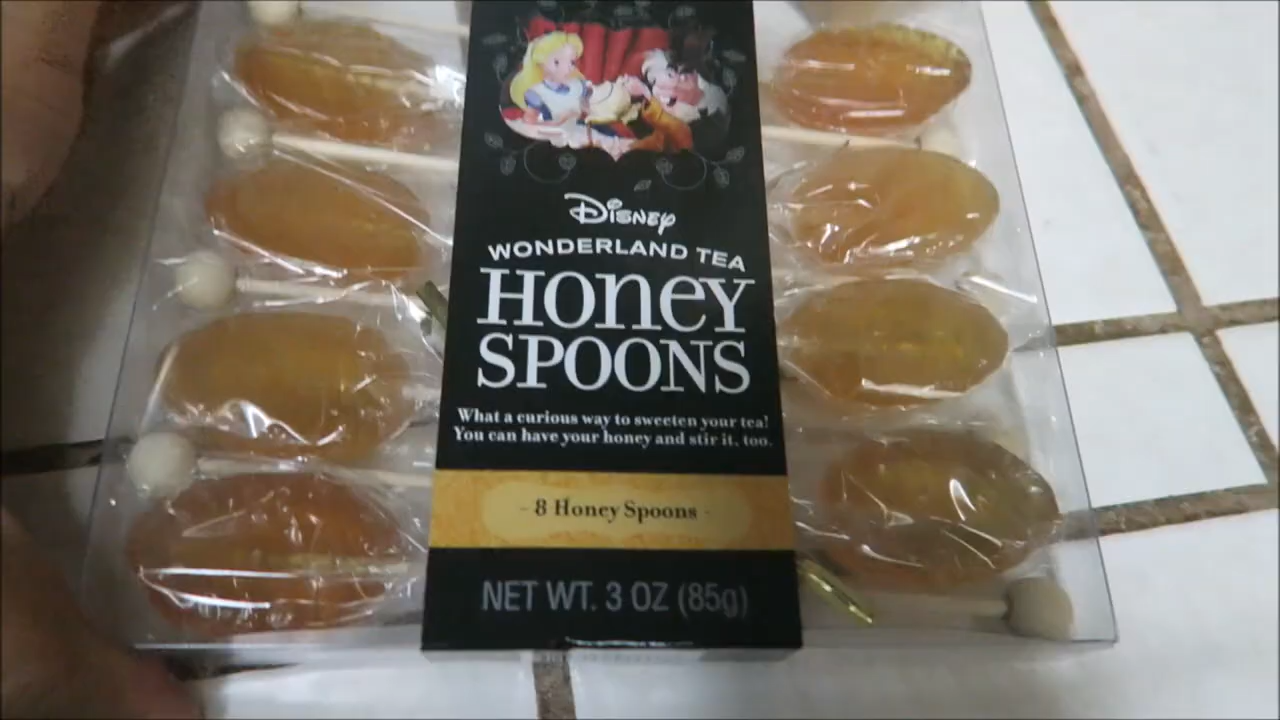 Disney
WONDERLAND TEA
Honey
SPOONS
What a curious way to sweeten your tea!
You can have your honey and stir it, too.
- 8 Honey Spoons -
NET WT. 3 OZ (85g)